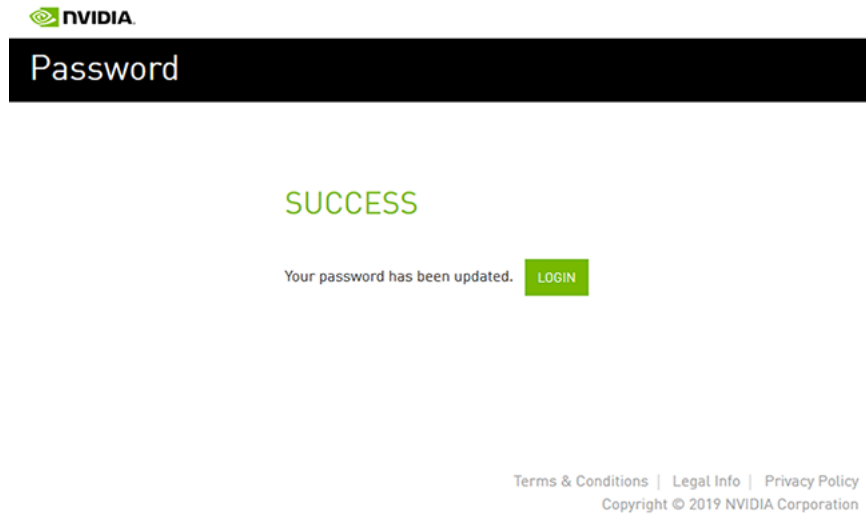 NVIDIA.
Password
SUCCESS
Your password has been updated. LOGIN
Terms & Conditions | Legal Info | Privacy Policy
Copyright © 2019 NVIDIA Corporation